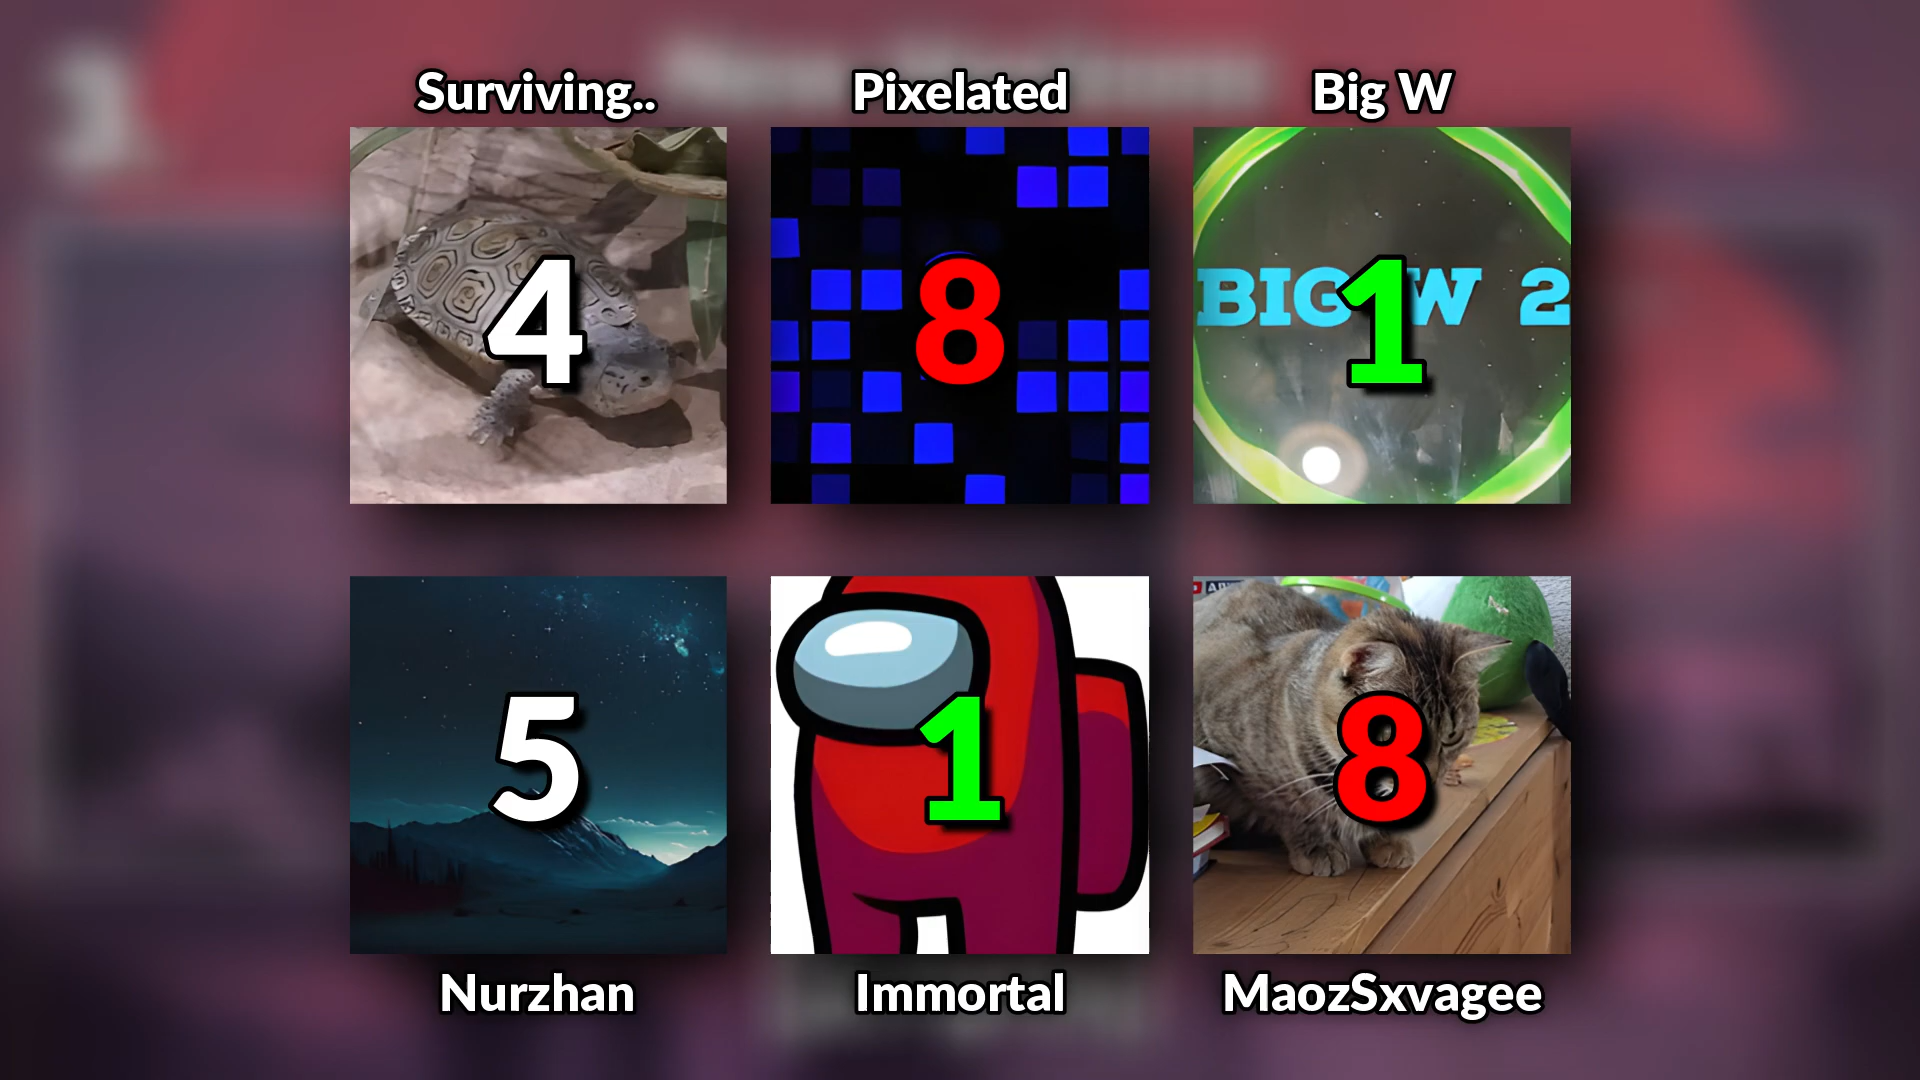 Surviving.. Pixelated Big W
4 8 BIG W 2
1
5 1 8
Nurzhan Immortal MaozSxvagee